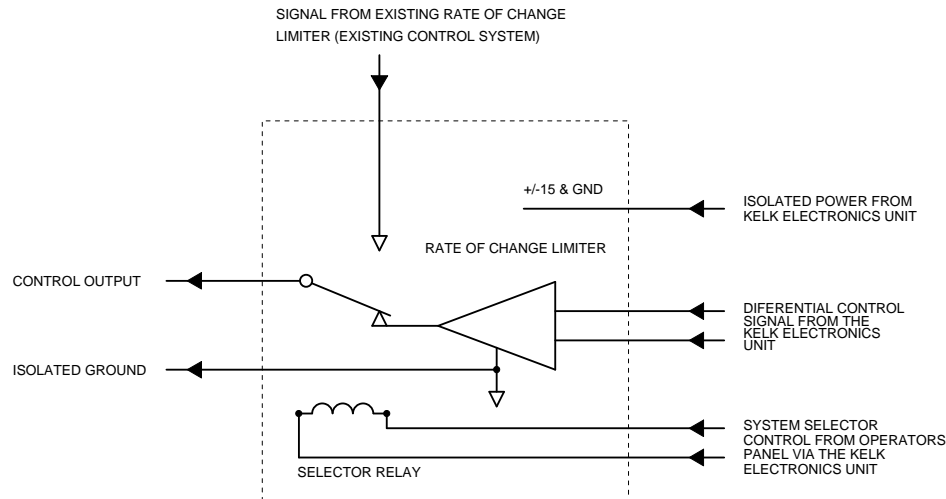 SIGNAL FROM EXISTING RATE OF CHANGE
LIMITER (EXISTING CONTROL SYSTEM)
+/-15 & GND
ISOLATED POWER FROM
KELK ELECTRONICS UNIT
RATE OF CHANGE LIMITER
CONTROL OUTPUT
DIFERENTIAL CONTROL
SIGNAL FROM THE
KELK ELECTRONICS
UNIT
ISOLATED GROUND
SYSTEM SELECTOR
CONTROL FROM OPERATORS
PANEL VIA THE KELK
ELECTRONICS UNIT
SELECTOR RELAY